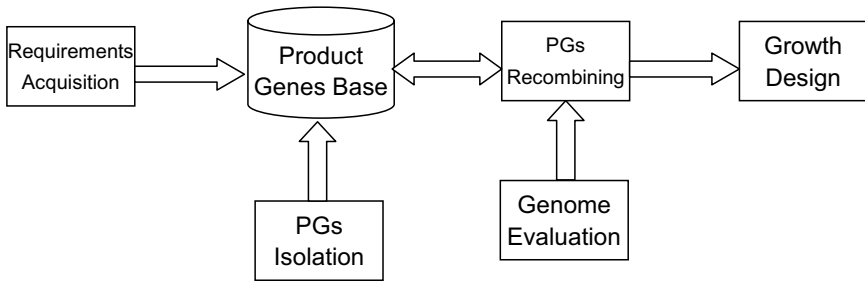 Requirements
Acquisition
Product
Genes Base
PGs
Recombining
Growth
Design
PGs
Isolation
Genome
Evaluation